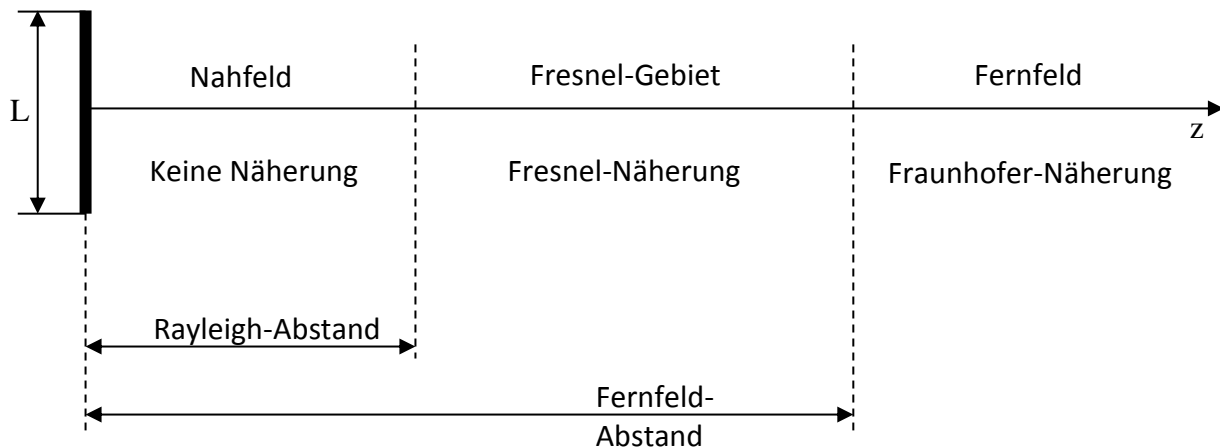 Nahfeld
Fresnel-Gebiet
Fernfeld
L
z
Keine Näherung
Fresnel-Näherung
Fraunhofer-Näherung
Rayleigh-Abstand
Fernfeld-
Abstand